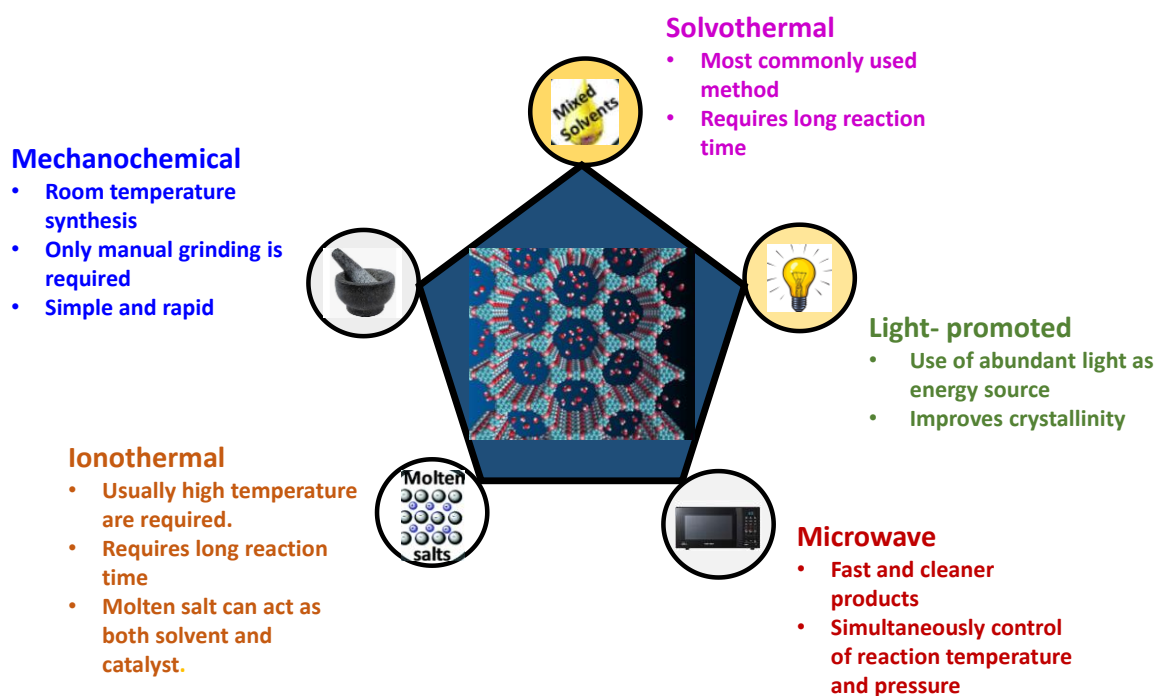 Solvothermal
• Most commonly used
method
• Requires long reaction
time
Mixed
Solvents
Mechanochemical
• Room temperature
synthesis
• Only manual grinding is
required
• Simple and rapid
Light- promoted
• Use of abundant light as
energy source
• Improves crystallinity
Ionothermal
• Usually high temperature
are required.
• Requires long reaction
time
• Molten salt can act as
both solvent and
catalyst.
Molten
salts
Microwave
• Fast and cleaner
products
• Simultaneously control
of reaction temperature
and pressure